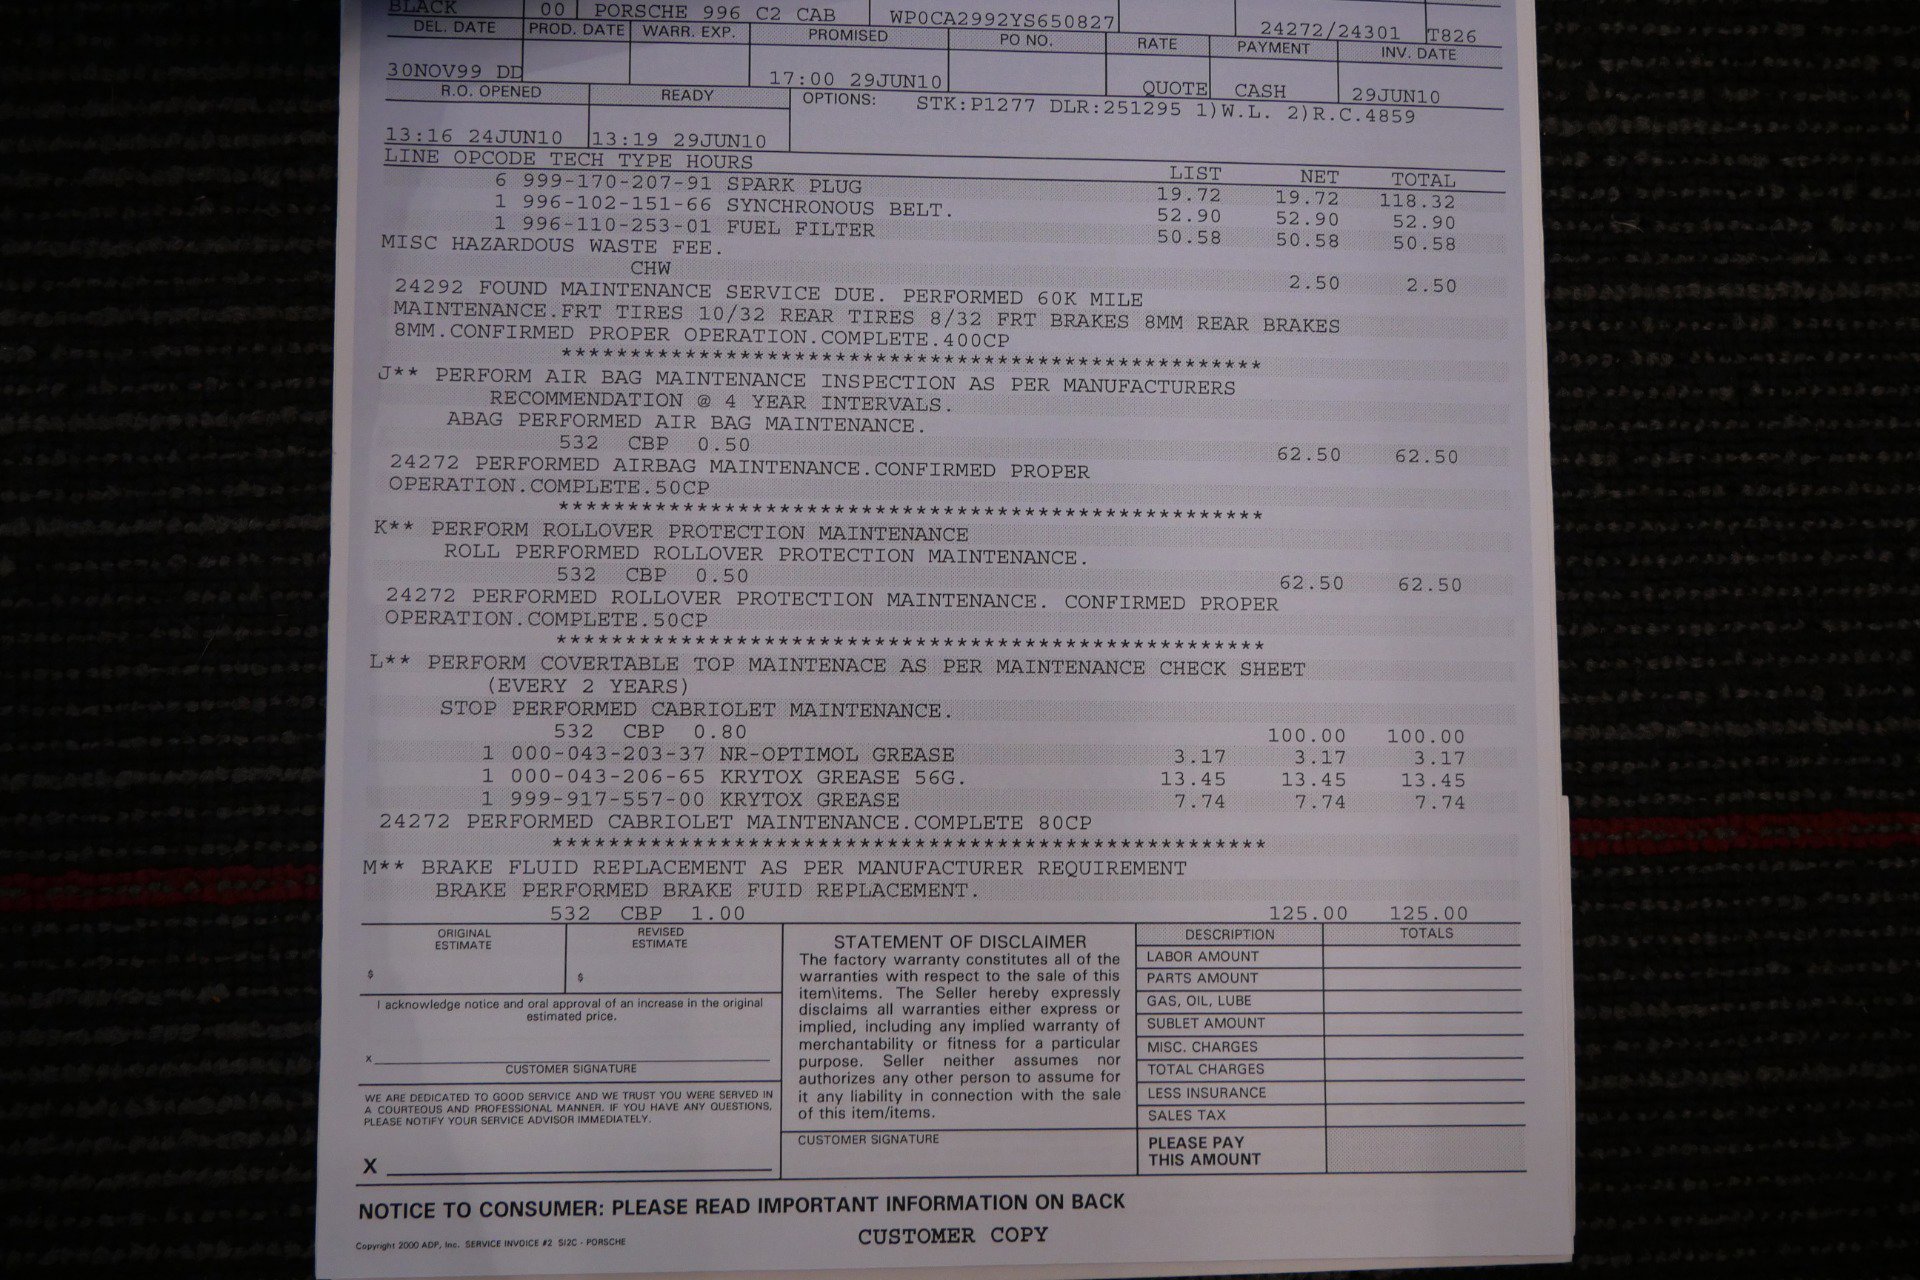 BLACK 00 PORSCHE 996 C2 CAB WP0CA2992YS650827 24272/24301 T826
DEL. DATE PROD. DATE WARR. EXP. PROMISED PO NO. RATE PAYMENT INV. DATE
30NOV99 DD 17:00 29JUN10 QUOTE CASH 29JUN10
R.O. OPENED READY OPTIONS: STK:P1277 DLR:251295 1)W.L. 2)R.C.4859
13:16 24JUN10 13:19 29JUN10
LINE OPCODE TECH TYPE HOURS LIST NET TOTAL
6 999-170-207-91 SPARK PLUG 19.72 19.72 118.32
1 996-102-151-66 SYNCHRONOUS BELT. 52.90 52.90 52.90
1 996-110-253-01 FUEL FILTER 50.58 50.58 50.58
MISC HAZARDOUS WASTE FEE.
CHW 2.50 2.50
24292 FOUND MAINTENANCE SERVICE DUE. PERFORMED 60K MILE
MAINTENANCE.FRT TIRES 10/32 REAR TIRES 8/32 FRT BRAKES 8MM REAR BRAKES
8MM.CONFIRMED PROPER OPERATION.COMPLETE.400CP
****************************************************
J** PERFORM AIR BAG MAINTENANCE INSPECTION AS PER MANUFACTURERS
RECOMMENDATION @ 4 YEAR INTERVALS.
ABAG PERFORMED AIR BAG MAINTENANCE.
532 CBP 0.50 62.50 62.50
24272 PERFORMED AIRBAG MAINTENANCE.CONFIRMED PROPER
OPERATION.COMPLETE.50CP
****************************************************
K** PERFORM ROLLOVER PROTECTION MAINTENANCE
ROLL PERFORMED ROLLOVER PROTECTION MAINTENANCE.
532 CBP 0.50 62.50 62.50
24272 PERFORMED ROLLOVER PROTECTION MAINTENANCE. CONFIRMED PROPER
OPERATION.COMPLETE.50CP
****************************************************
L** PERFORM COVERTABLE TOP MAINTENACE AS PER MAINTENANCE CHECK SHEET
(EVERY 2 YEARS)
STOP PERFORMED CABRIOLET MAINTENANCE.
532 CBP 0.80 100.00 100.00
1 000-043-203-37 NR-OPTIMOL GREASE 3.17 3.17 3.17
1 000-043-206-65 KRYTOX GREASE 56G. 13.45 13.45 13.45
1 999-917-557-00 KRYTOX GREASE 7.74 7.74 7.74
24272 PERFORMED CABRIOLET MAINTENANCE.COMPLETE 80CP
****************************************************
M** BRAKE FLUID REPLACEMENT AS PER MANUFACTURER REQUIREMENT
BRAKE PERFORMED BRAKE FUID REPLACEMENT.
532 CBP 1.00 125.00 125.00
ORIGINAL ESTIMATE
$
REVISED ESTIMATE
$
I acknowledge notice and oral approval of an increase in the original
estimated price.
x
CUSTOMER SIGNATURE
WE ARE DEDICATED TO GOOD SERVICE AND WE TRUST YOU WERE SERVED IN
A COURTEOUS AND PROFESSIONAL MANNER. IF YOU HAVE ANY QUESTIONS,
PLEASE NOTIFY YOUR SERVICE ADVISOR IMMEDIATELY.
X
STATEMENT OF DISCLAIMER
The factory warranty constitutes all of the
warranties with respect to the sale of this
item\items. The Seller hereby expressly
disclaims all warranties either express or
implied, including any implied warranty of
merchantability or fitness for a particular
purpose. Seller neither assumes nor
authorizes any other person to assume for
it any liability in connection with the sale
of this item/items.
CUSTOMER SIGNATURE
DESCRIPTION TOTALS
LABOR AMOUNT
PARTS AMOUNT
GAS, OIL, LUBE
SUBLET AMOUNT
MISC. CHARGES
TOTAL CHARGES
LESS INSURANCE
SALES TAX
PLEASE PAY
THIS AMOUNT
NOTICE TO CONSUMER: PLEASE READ IMPORTANT INFORMATION ON BACK
CUSTOMER COPY
Copyright 2000 ADP, Inc. SERVICE INVOICE #2 SI2C - PORSCHE